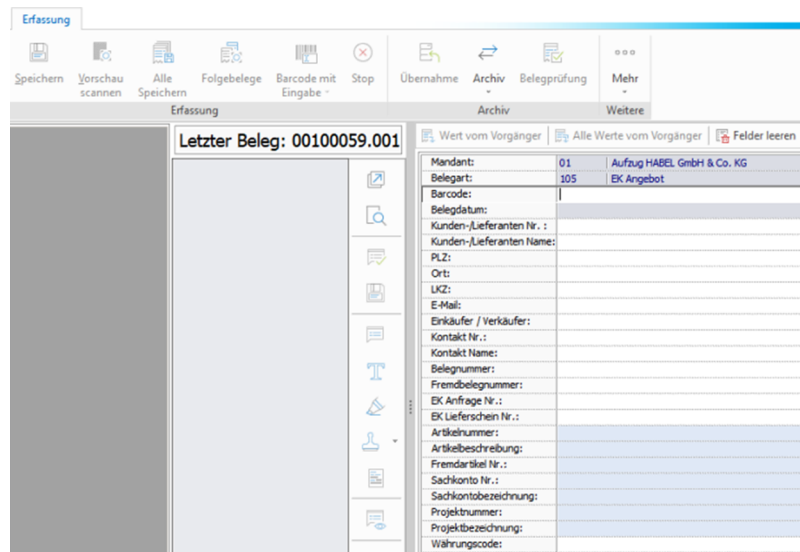 Erfassung
Speichern
Vorschau scannen
Alle Speichern
Folgebelege
Barcode mit Eingabe
Stop
Übernahme
Archiv
Belegprüfung
Mehr
Erfassung
Archiv
Weitere
Letzter Beleg: 00100059.001
Wert vom Vorgänger
Alle Werte vom Vorgänger
Felder leeren
Mandant: 01 Aufzug HABEL GmbH & Co. KG
Belegart: 105 EK Angebot
Barcode:
Belegdatum:
Kunden-/Lieferanten Nr. :
Kunden-/Lieferanten Name:
PLZ:
Ort:
LKZ:
E-Mail:
Einkäufer / Verkäufer:
Kontakt Nr.:
Kontakt Name:
Belegnummer:
Fremdbelegnummer:
EK Anfrage Nr.:
EK Lieferschein Nr.:
Artikelnummer:
Artikelbeschreibung:
Fremdartikel Nr.:
Sachkonto Nr.:
Sachkontobezeichnung:
Projektnummer:
Projektbezeichnung:
Währungscode: